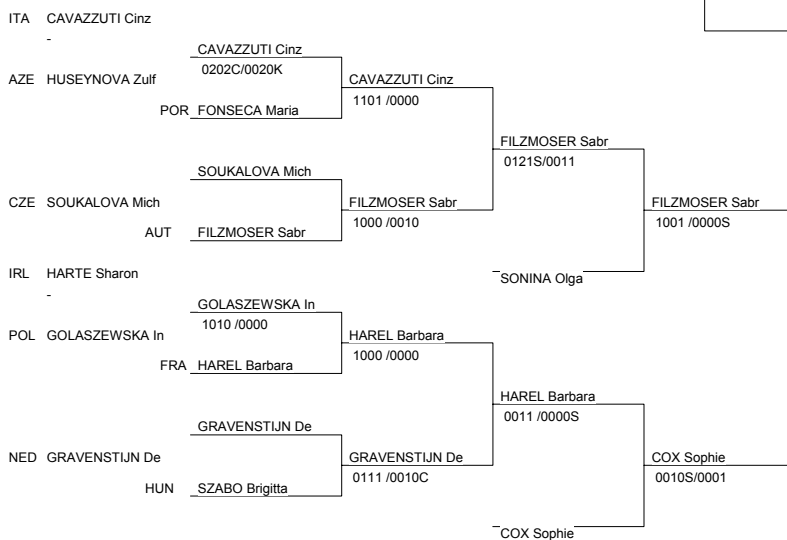 ITA CAVAZZUTI Cinz
-
CAVAZZUTI Cinz
0202C/0020K
AZE HUSEYNOVA Zulf
CAVAZZUTI Cinz
1101 /0000
POR FONSECA Maria
FILZMOSER Sabr
0121S/0011
SOUKALOVA Mich
CZE SOUKALOVA Mich
FILZMOSER Sabr
1000 /0010
FILZMOSER Sabr
1001 /0000S
AUT FILZMOSER Sabr
IRL HARTE Sharon
-
SONINA Olga
GOLASZEWSKA In
1010 /0000
POL GOLASZEWSKA In
HAREL Barbara
1000 /0000
FRA HAREL Barbara
HAREL Barbara
0011 /0000S
GRAVENSTIJN De
NED GRAVENSTIJN De
GRAVENSTIJN De
0111 /0010C
COX Sophie
0010S/0001
HUN SZABO Brigitta
COX Sophie